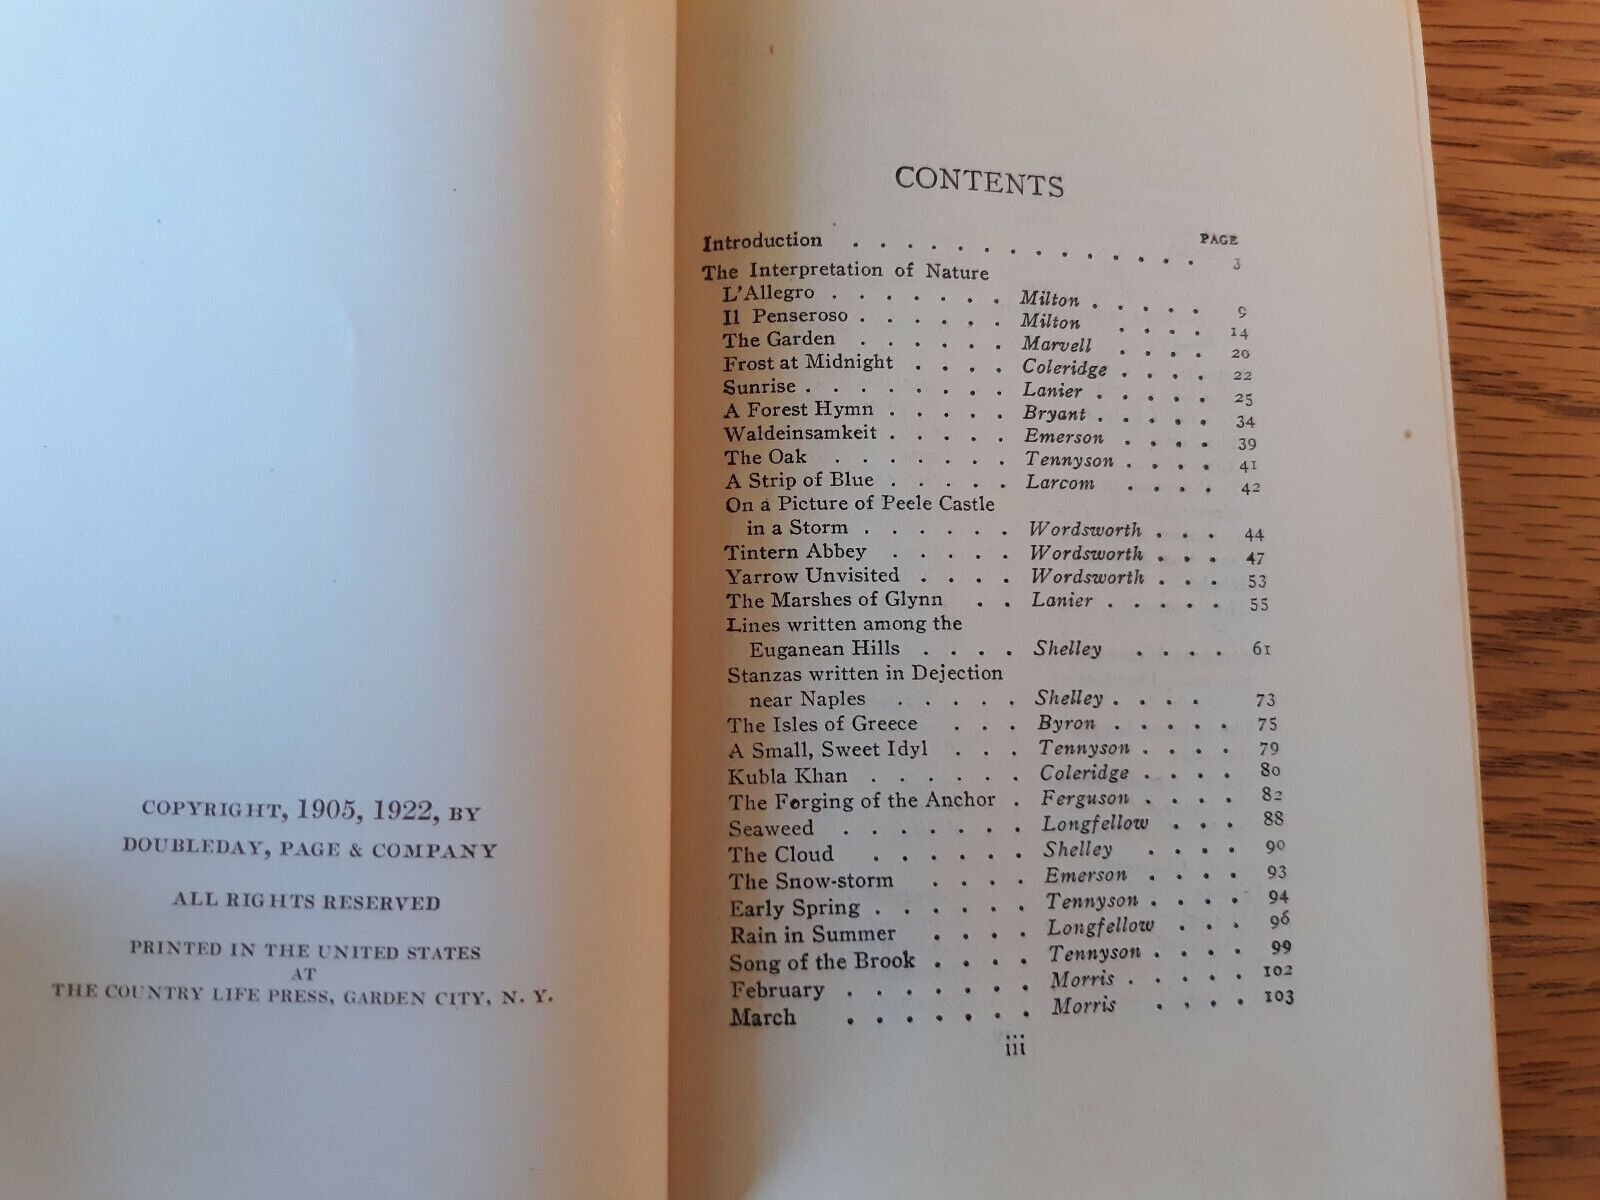 COPYRIGHT, 1905, 1922, BY
DOUBLEDAY, PAGE & COMPANY
ALL RIGHTS RESERVED
PRINTED IN THE UNITED STATES
AT
THE COUNTRY LIFE PRESS, GARDEN CITY, N. Y.
CONTENTS
PAGE
Introduction . . . . . . . . . . . . . . 3
The Interpretation of Nature
L'Allegro . . . . . . . Milton . . . . . 9
Il Penseroso . . . . . . Milton . . . . 14
The Garden . . . . . . Marvell . . . . 20
Frost at Midnight . . . . Coleridge . . . . 22
Sunrise . . . . . . . . Lanier . . . . . 25
A Forest Hymn . . . . . Bryant . . . . . 34
Waldeinsamkeit . . . . . Emerson . . . . 39
The Oak . . . . . . . Tennyson . . . . 41
A Strip of Blue . . . . . Larcom . . . . 42
On a Picture of Peele Castle
in a Storm . . . . . . Wordsworth . . . 44
Tintern Abbey . . . . . Wordsworth . . . 47
Yarrow Unvisited . . . . Wordsworth . . . 53
The Marshes of Glynn . . Lanier . . . . . 55
Lines written among the
Euganean Hills . . . . Shelley . . . . 61
Stanzas written in Dejection
near Naples . . . . . Shelley . . . . 73
The Isles of Greece . . . Byron . . . . . 75
A Small, Sweet Idyl . . . Tennyson . . . . 79
Kubla Khan . . . . . . Coleridge . . . . 80
The Forging of the Anchor . Ferguson . . . . 82
Seaweed . . . . . . . Longfellow . . . 88
The Cloud . . . . . . Shelley . . . . 90
The Snow-storm . . . . Emerson . . . . 93
Early Spring . . . . . . Tennyson . . . . 94
Rain in Summer . . . . Longfellow . . . 96
Song of the Brook . . . . Tennyson . . . . 99
February . . . . . . . Morris . . . . . 102
March . . . . . . . Morris . . . . 103
iii